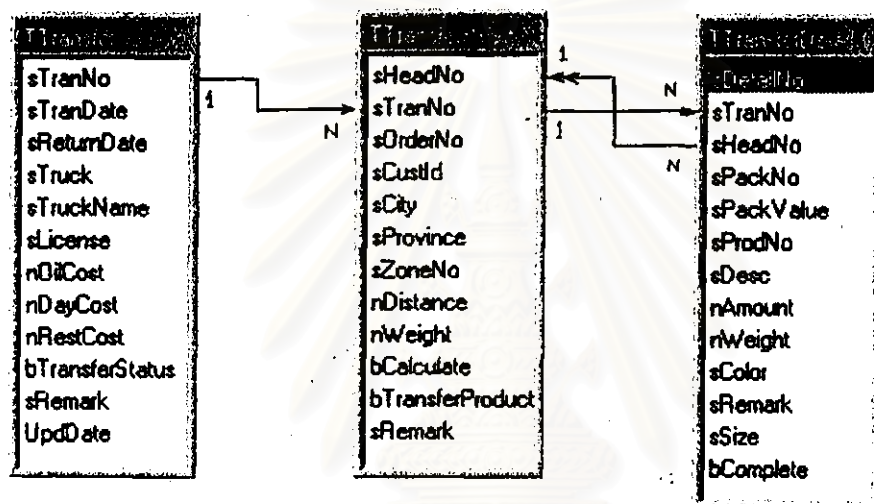 sTranNo
sTranDate
sReturnDate
sTruck
sTruckName
sLicense
nOilCost
nDayCost
nRestCost
bTransferStatus
sRemark
UpdDate
1
N
sHeadNo
sTranNo
sOrderNo
sCustId
sCity
sProvince
sZoneNo
nDistance
nWeight
bCalculate
bTransferProduct
sRemark
1
1
N
N
sDetailNo
sTranNo
sHeadNo
sPackNo
sPackValue
sProdNo
sDesc
nAmount
nWeight
sColor
sRemark
sSize
bComplete